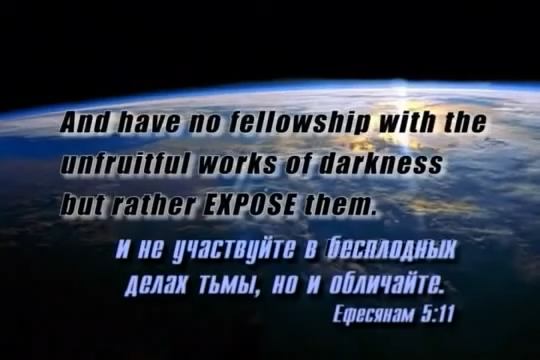 And have no fellowship with the
unfruitful works of darkness
but rather EXPOSE them.
и не участвуйте в бесплодных
делах тьмы, но и обличайте.
Ефесянам 5:11